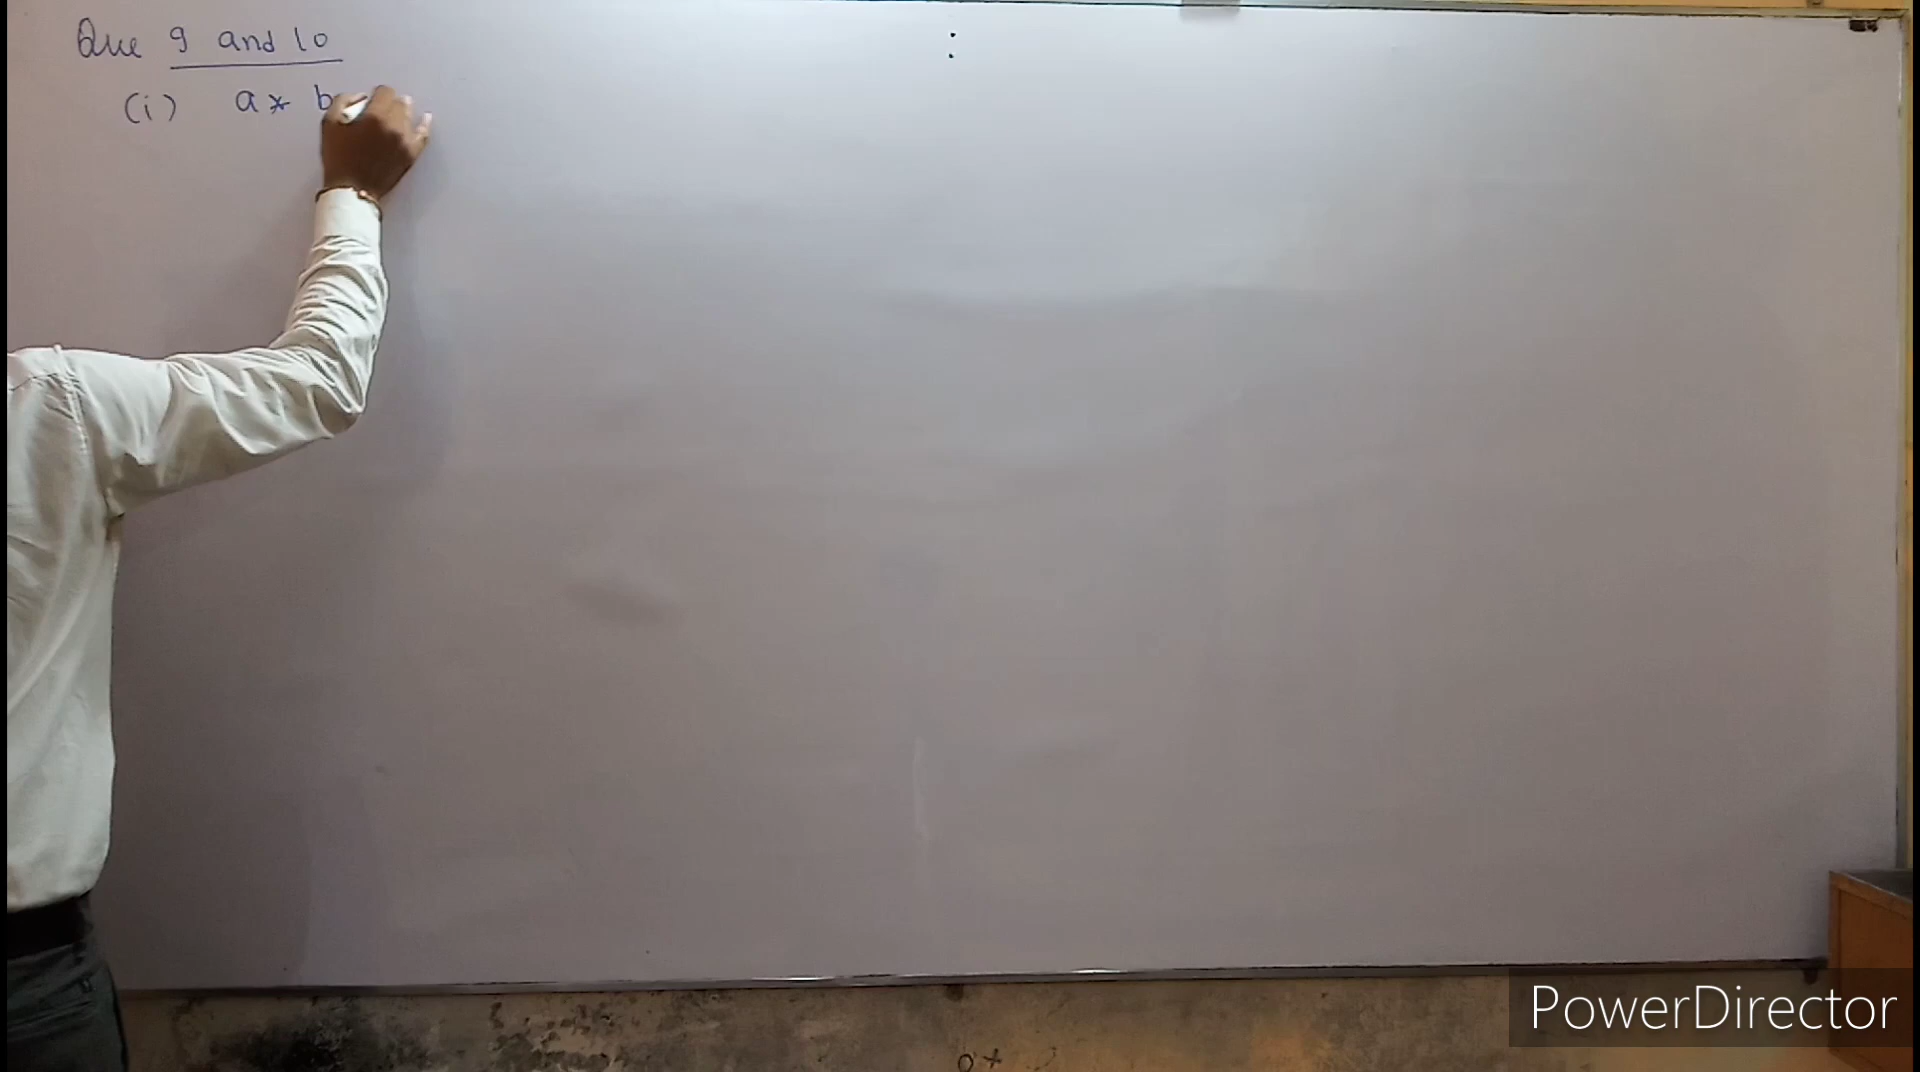 Que 9 and 10
(i) a * b
:
o +
PowerDirector